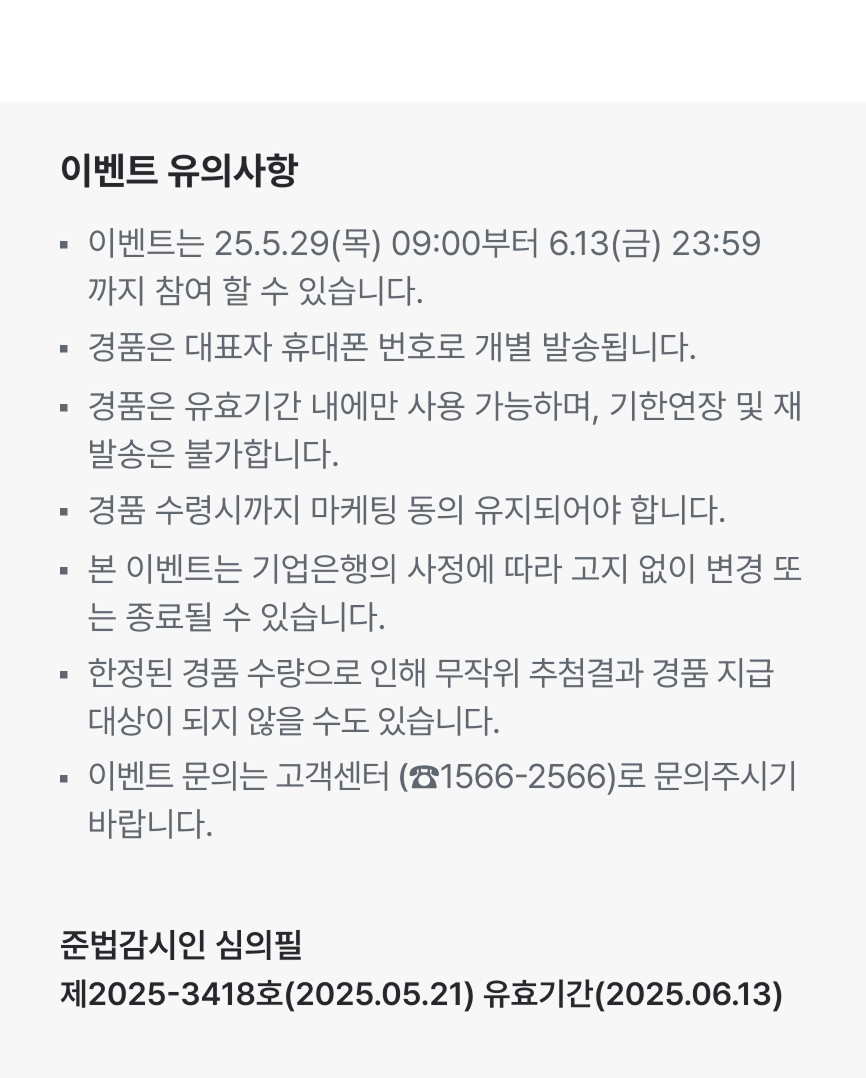 이벤트 유의사항
▪ 이벤트는 25.5.29(목) 09:00부터 6.13(금) 23:59
까지 참여 할 수 있습니다.
▪ 경품은 대표자 휴대폰 번호로 개별 발송됩니다.
▪ 경품은 유효기간 내에만 사용 가능하며, 기한연장 및 재
발송은 불가합니다.
▪ 경품 수령시까지 마케팅 동의 유지되어야 합니다.
▪ 본 이벤트는 기업은행의 사정에 따라 고지 없이 변경 또
는 종료될 수 있습니다.
▪ 한정된 경품 수량으로 인해 무작위 추첨결과 경품 지급
대상이 되지 않을 수도 있습니다.
▪ 이벤트 문의는 고객센터 (☎1566-2566)로 문의주시기
바랍니다.
준법감시인 심의필
제2025-3418호(2025.05.21) 유효기간(2025.06.13)